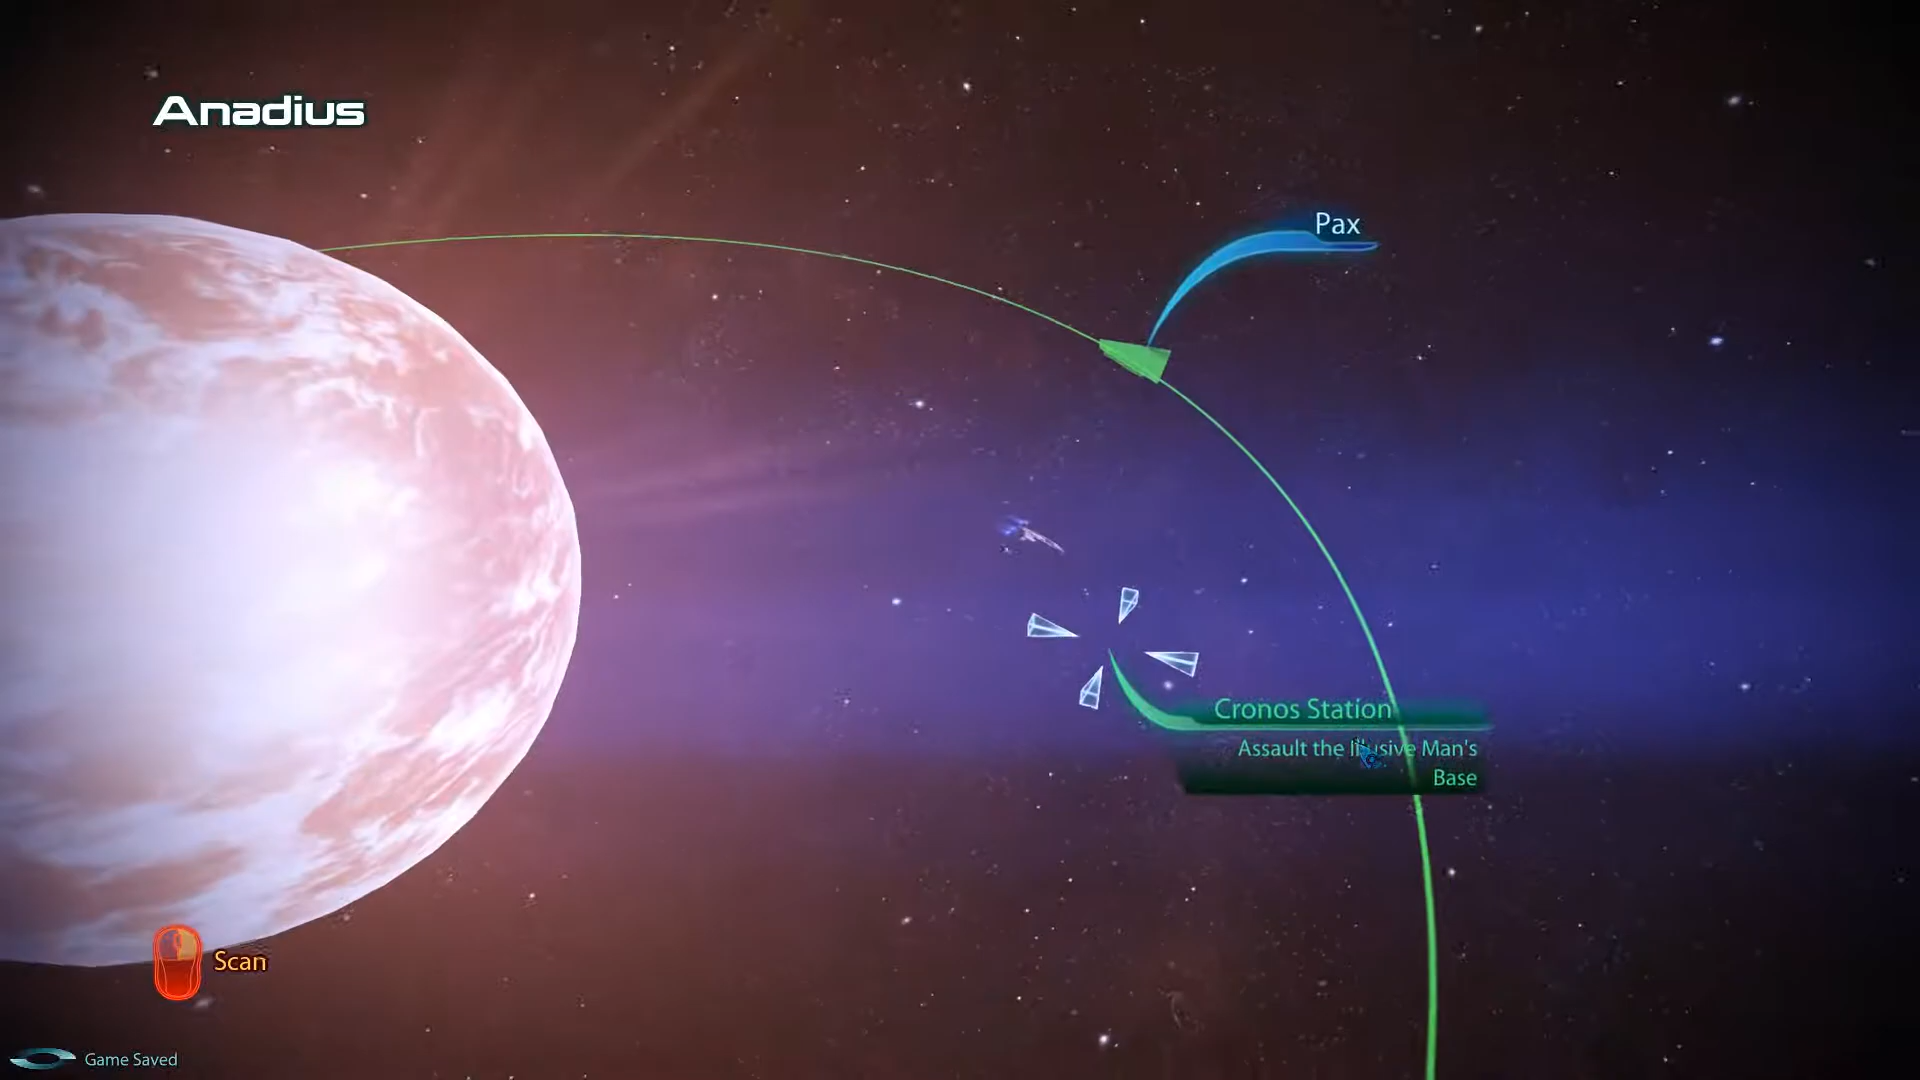 Anadius
Pax
Cronos Station
Assault the Illusive Man's
Base
Scan
Game Saved